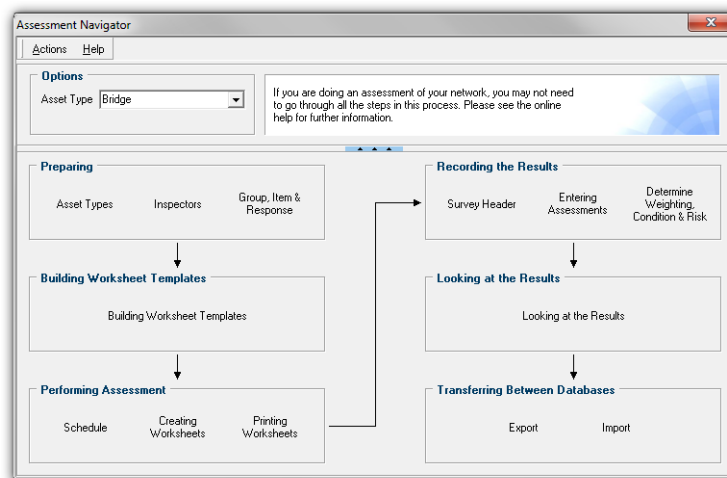 Assessment Navigator
Actions Help
Options
Asset Type Bridge
If you are doing an assessment of your network, you may not need
to go through all the steps in this process. Please see the online
help for further information.
Preparing
Asset Types
Inspectors
Group, Item &
Response
Building Worksheet Templates
Building Worksheet Templates
Performing Assessment
Schedule
Creating
Worksheets
Printing
Worksheets
Recording the Results
Survey Header
Entering
Assessments
Determine
Weighting,
Condition & Risk
Looking at the Results
Looking at the Results
Transferring Between Databases
Export
Import